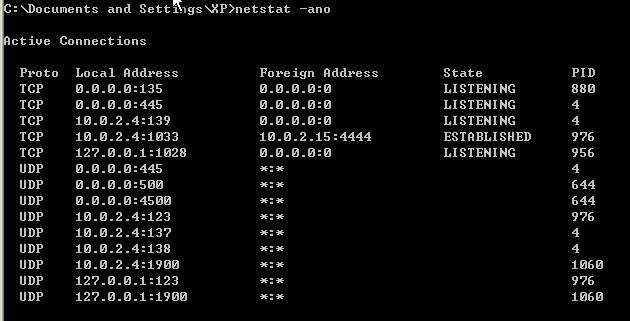 C:\Documents and Settings\XP>netstat -ano
Active Connections
Proto Local Address Foreign Address State PID
TCP 0.0.0.0:135 0.0.0.0:0 LISTENING 880
TCP 0.0.0.0:445 0.0.0.0:0 LISTENING 4
TCP 10.0.2.4:139 0.0.0.0:0 LISTENING 4
TCP 10.0.2.4:1033 10.0.2.15:4444 ESTABLISHED 976
TCP 127.0.0.1:1028 0.0.0.0:0 LISTENING 956
UDP 0.0.0.0:445 *:* 4
UDP 0.0.0.0:500 *:* 644
UDP 0.0.0.0:4500 *:* 644
UDP 10.0.2.4:123 *:* 976
UDP 10.0.2.4:137 *:* 4
UDP 10.0.2.4:138 *:* 4
UDP 10.0.2.4:1900 *:* 1060
UDP 127.0.0.1:123 *:* 976
UDP 127.0.0.1:1900 *:* 1060